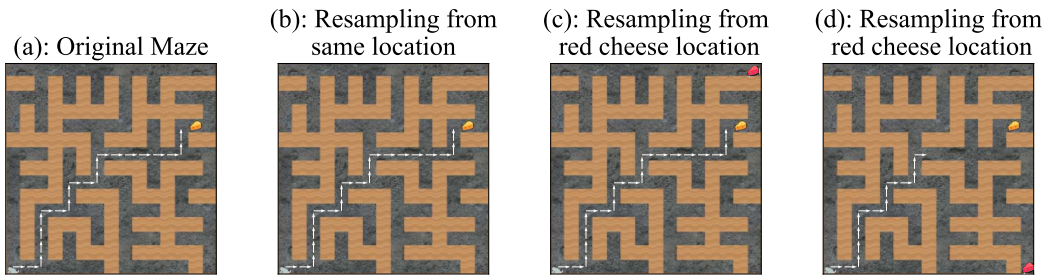 (a): Original Maze
(b): Resampling from
same location
(c): Resampling from
red cheese location
(d): Resampling from
red cheese location